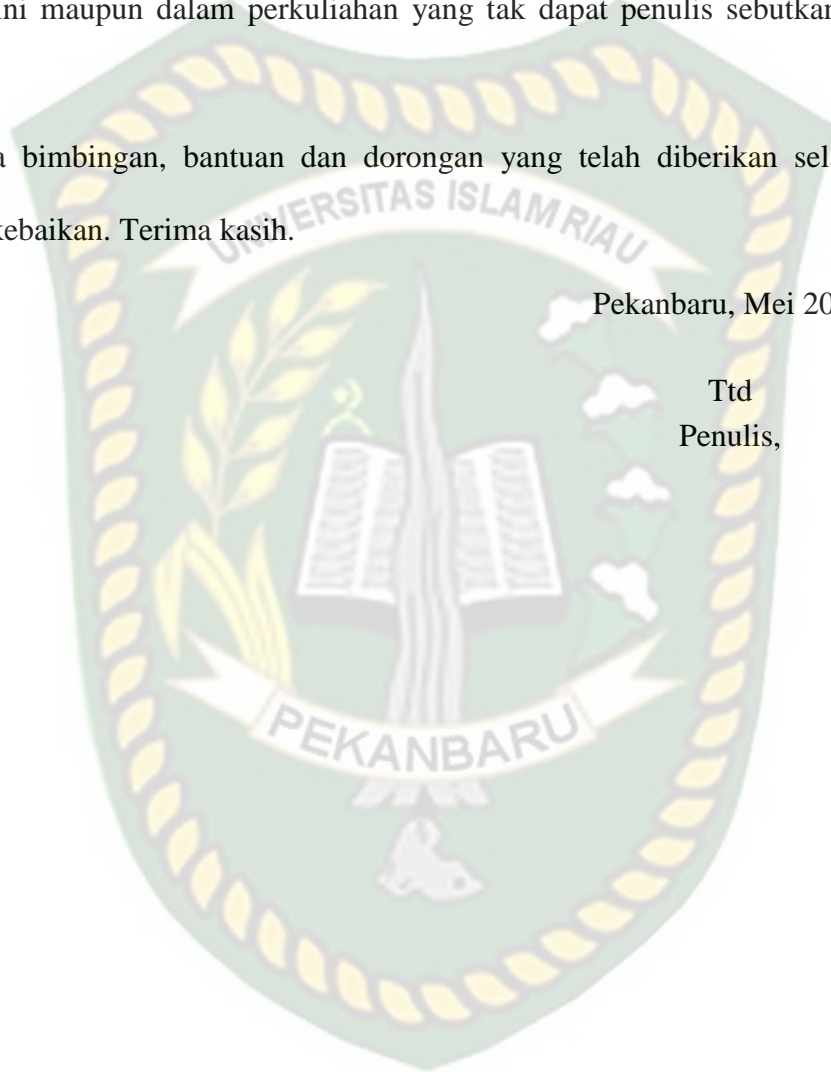 ini maupun dalam perkuliahan yang tak dapat penulis sebutkan
a bimbingan, bantuan dan dorongan yang telah diberikan sel
kebaikan. Terima kasih.
UNIVERSITAS ISLAM RIAU
Pekanbaru, Mei 20
Ttd
Penulis,
PEKANBARU